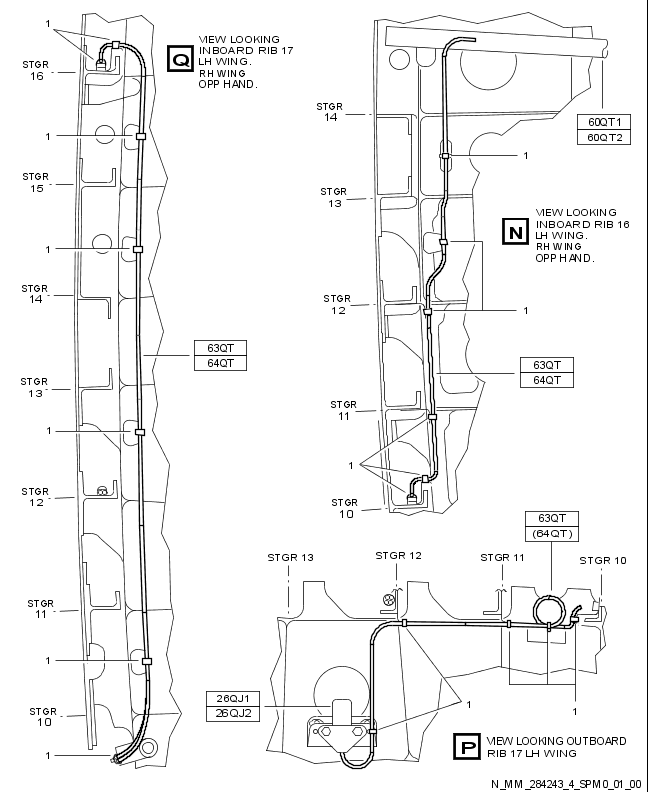 1
Q
VIEW LOOKING
INBOARD RIB 17
LH WING.
RH WING
OPP HAND.
STGR
16
1
STGR
15
1
STGR
14
63QT
64QT
STGR
13
1
STGR
12
STGR
11
1
STGR
10
1
STGR
14
60QT1
60QT2
1
STGR
13
N
VIEW LOOKING
INBOARD RIB 16
LH WING.
RH WING
OPP HAND.
STGR
12
1
63QT
64QT
STGR
11
1
STGR
10
63QT
(64QT)
STGR 13
STGR 12
STGR 11
STGR 10
26QJ1
26QJ2
1
1
P
VIEW LOOKING OUTBOARD
RIB 17 LH WING
N_MM_284243_4_SPM0_01_00